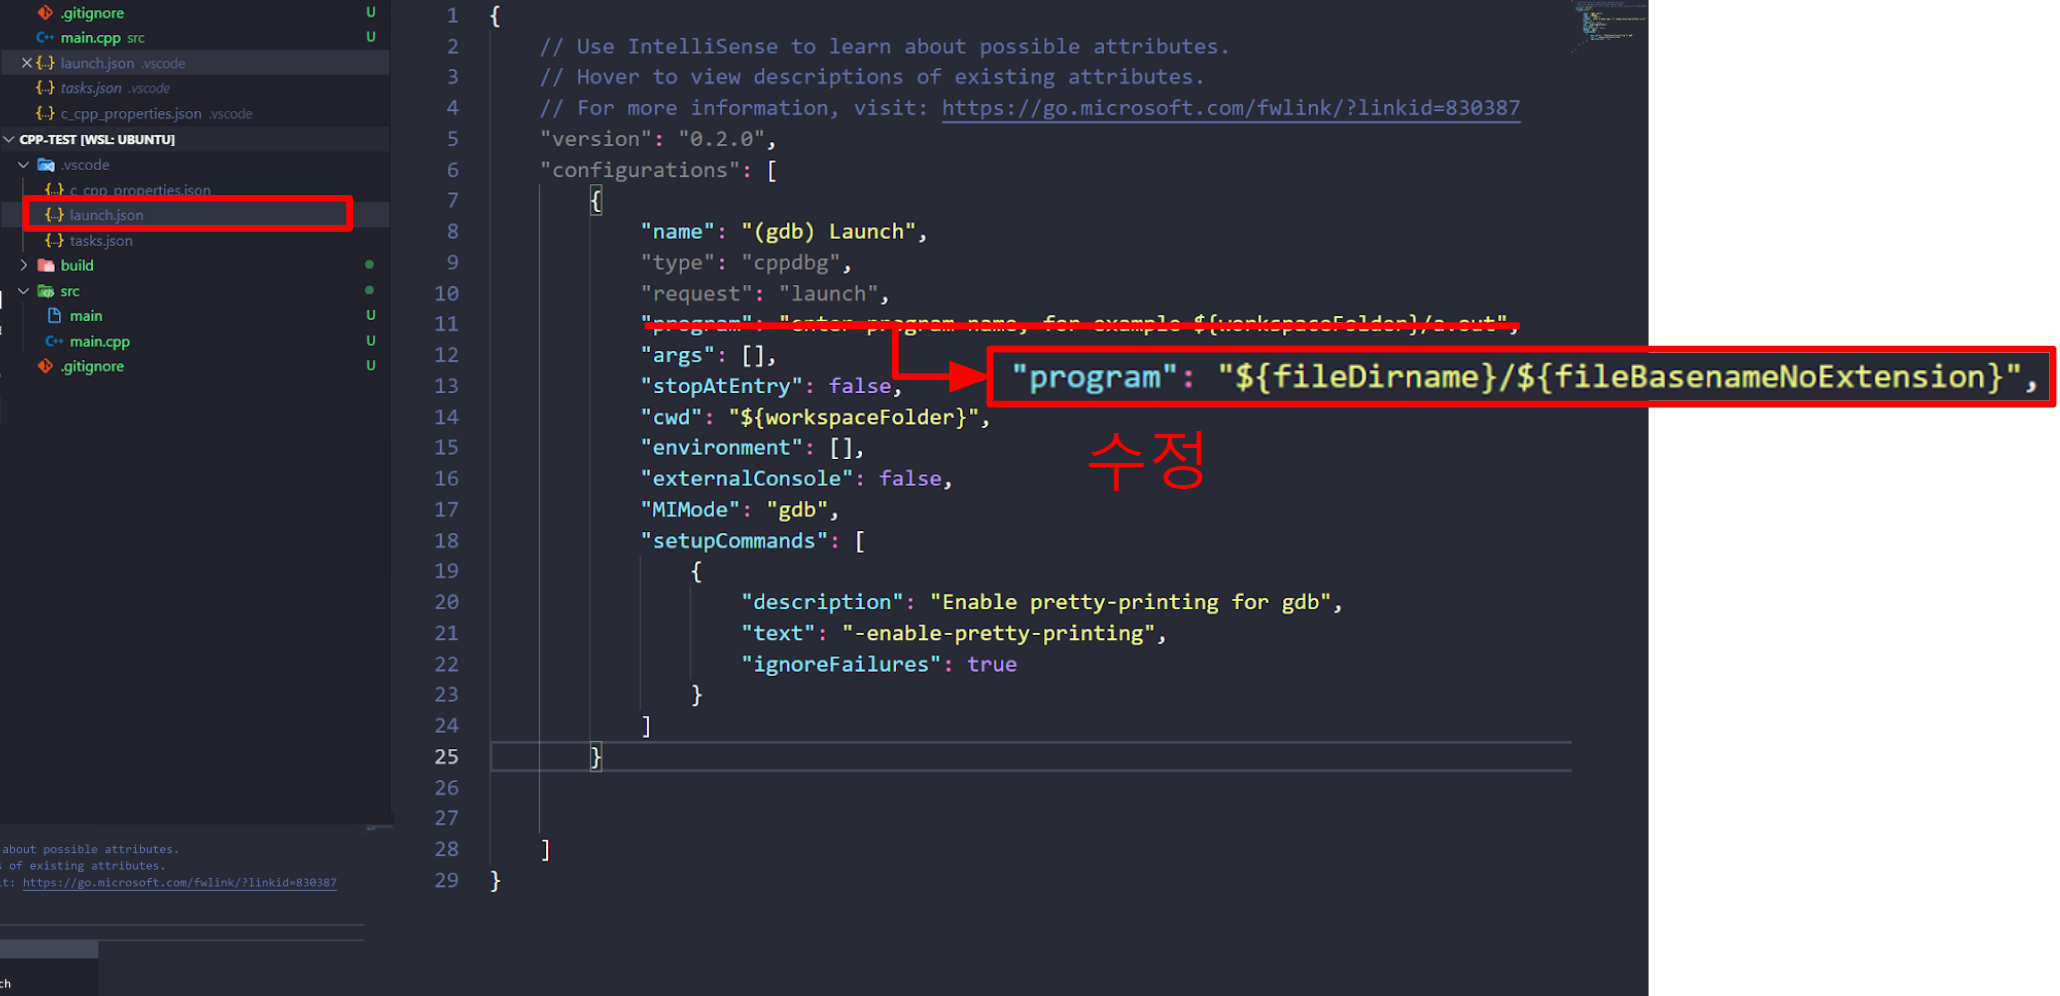 .gitignore U
main.cpp src U
launch.json .vscode
tasks.json .vscode
c_cpp_properties.json .vscode
CPP-TEST [WSL: UBUNTU]
.vscode
c_cpp_properties.json
launch.json
tasks.json
build
src
main U
main.cpp U
.gitignore U
about possible attributes.
s of existing attributes.
it: https://go.microsoft.com/fwlink/?linkid=830387
ch
1 {
2 // Use IntelliSense to learn about possible attributes.
3 // Hover to view descriptions of existing attributes.
4 // For more information, visit: https://go.microsoft.com/fwlink/?linkid=830387
5 "version": "0.2.0",
6 "configurations": [
7 {
8 "name": "(gdb) Launch",
9 "type": "cppdbg",
10 "request": "launch",
11 "program": "enter program name, for example ${workspaceFolder}/a.out",
12 "args": [],
13 "stopAtEntry": false,
"program": "${fileDirname}/${fileBasenameNoExtension}",
14 "cwd": "${workspaceFolder}",
수정
15 "environment": [],
16 "externalConsole": false,
17 "MIMode": "gdb",
18 "setupCommands": [
19 {
20 "description": "Enable pretty-printing for gdb",
21 "text": "-enable-pretty-printing",
22 "ignoreFailures": true
23 }
24 ]
25 }
26
27
28 ]
29 }